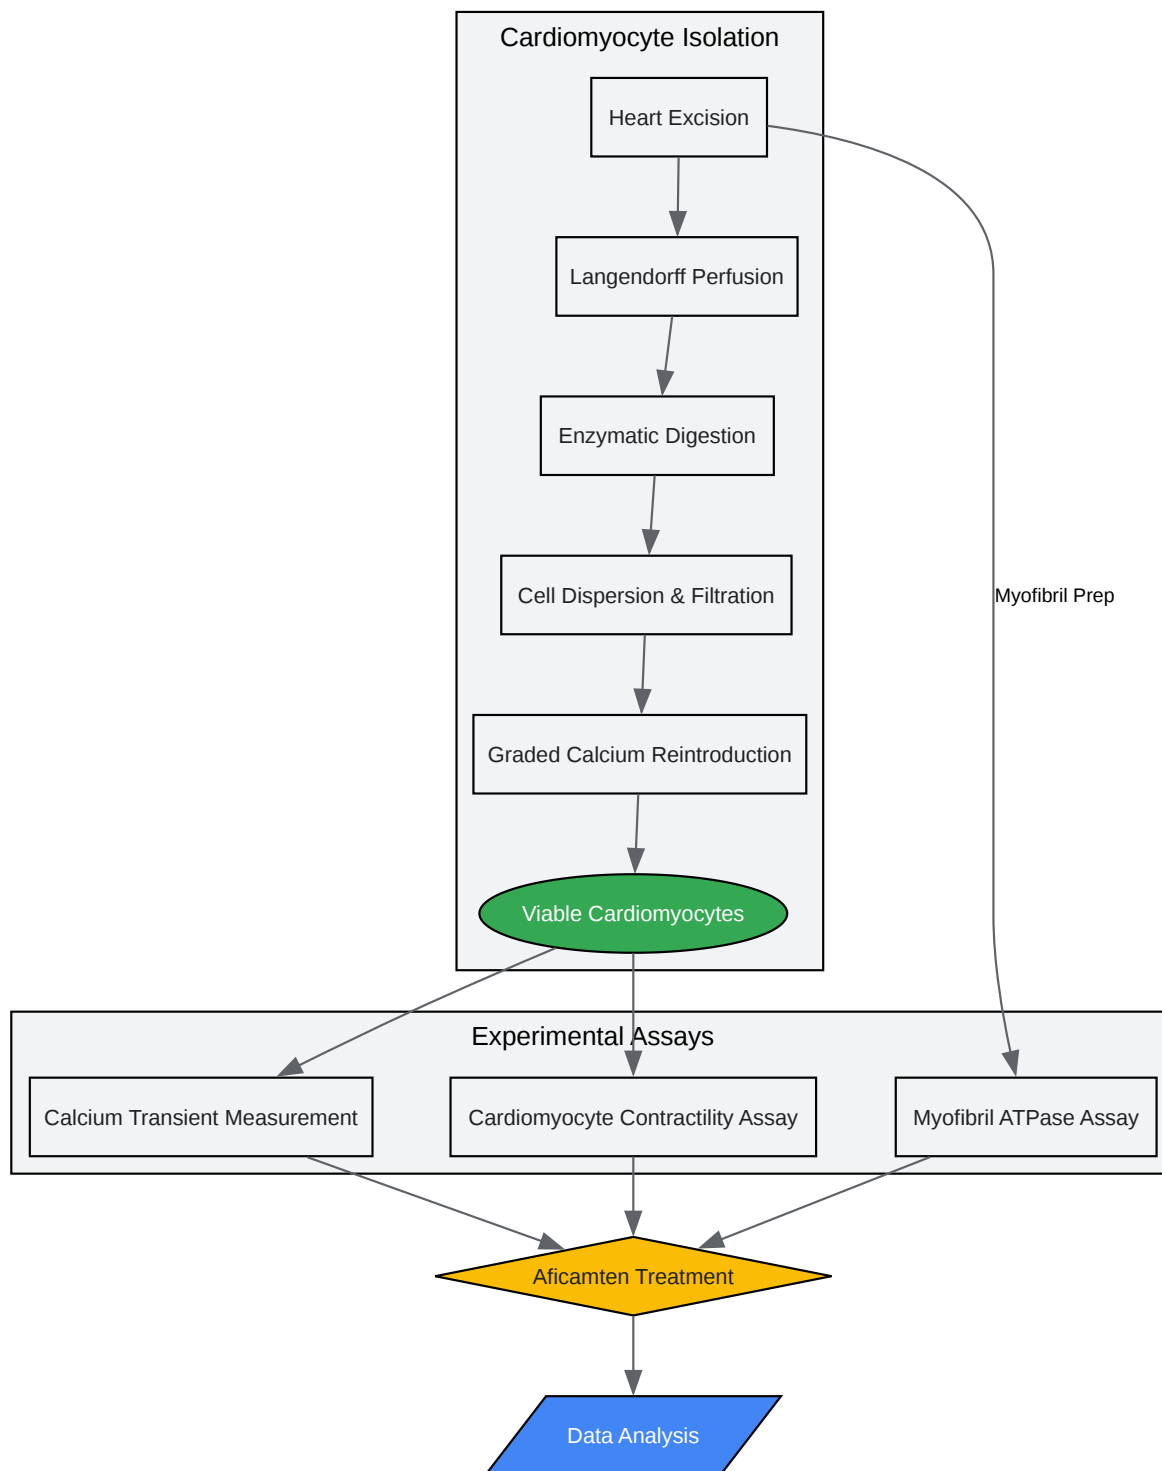 Cardiomyocyte Isolation
Heart Excision
Langendorff Perfusion
Enzymatic Digestion
Cell Dispersion & Filtration
Myofibril Prep
Graded Calcium Reintroduction
Viable Cardiomyocytes
Experimental Assays
Calcium Transient Measurement
Cardiomyocyte Contractility Assay
Myofibril ATPase Assay
Aficamten Treatment
Data Analysis